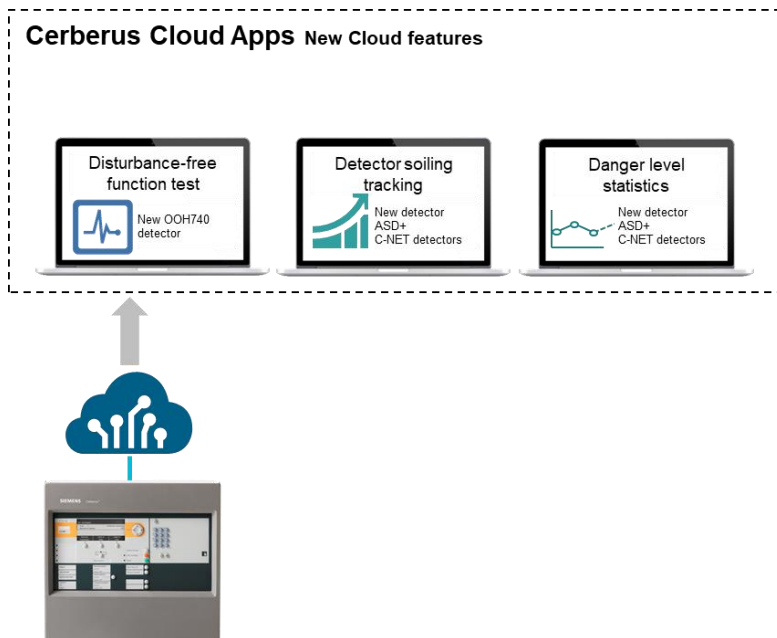 Cerberus Cloud Apps New Cloud features
Disturbance-free
function test
New OOH740
detector
Detector soiling
tracking
New detector
ASD+
C-NET detectors
Danger level
statistics
New detector
ASD+
C-NET detectors
SIEMENS